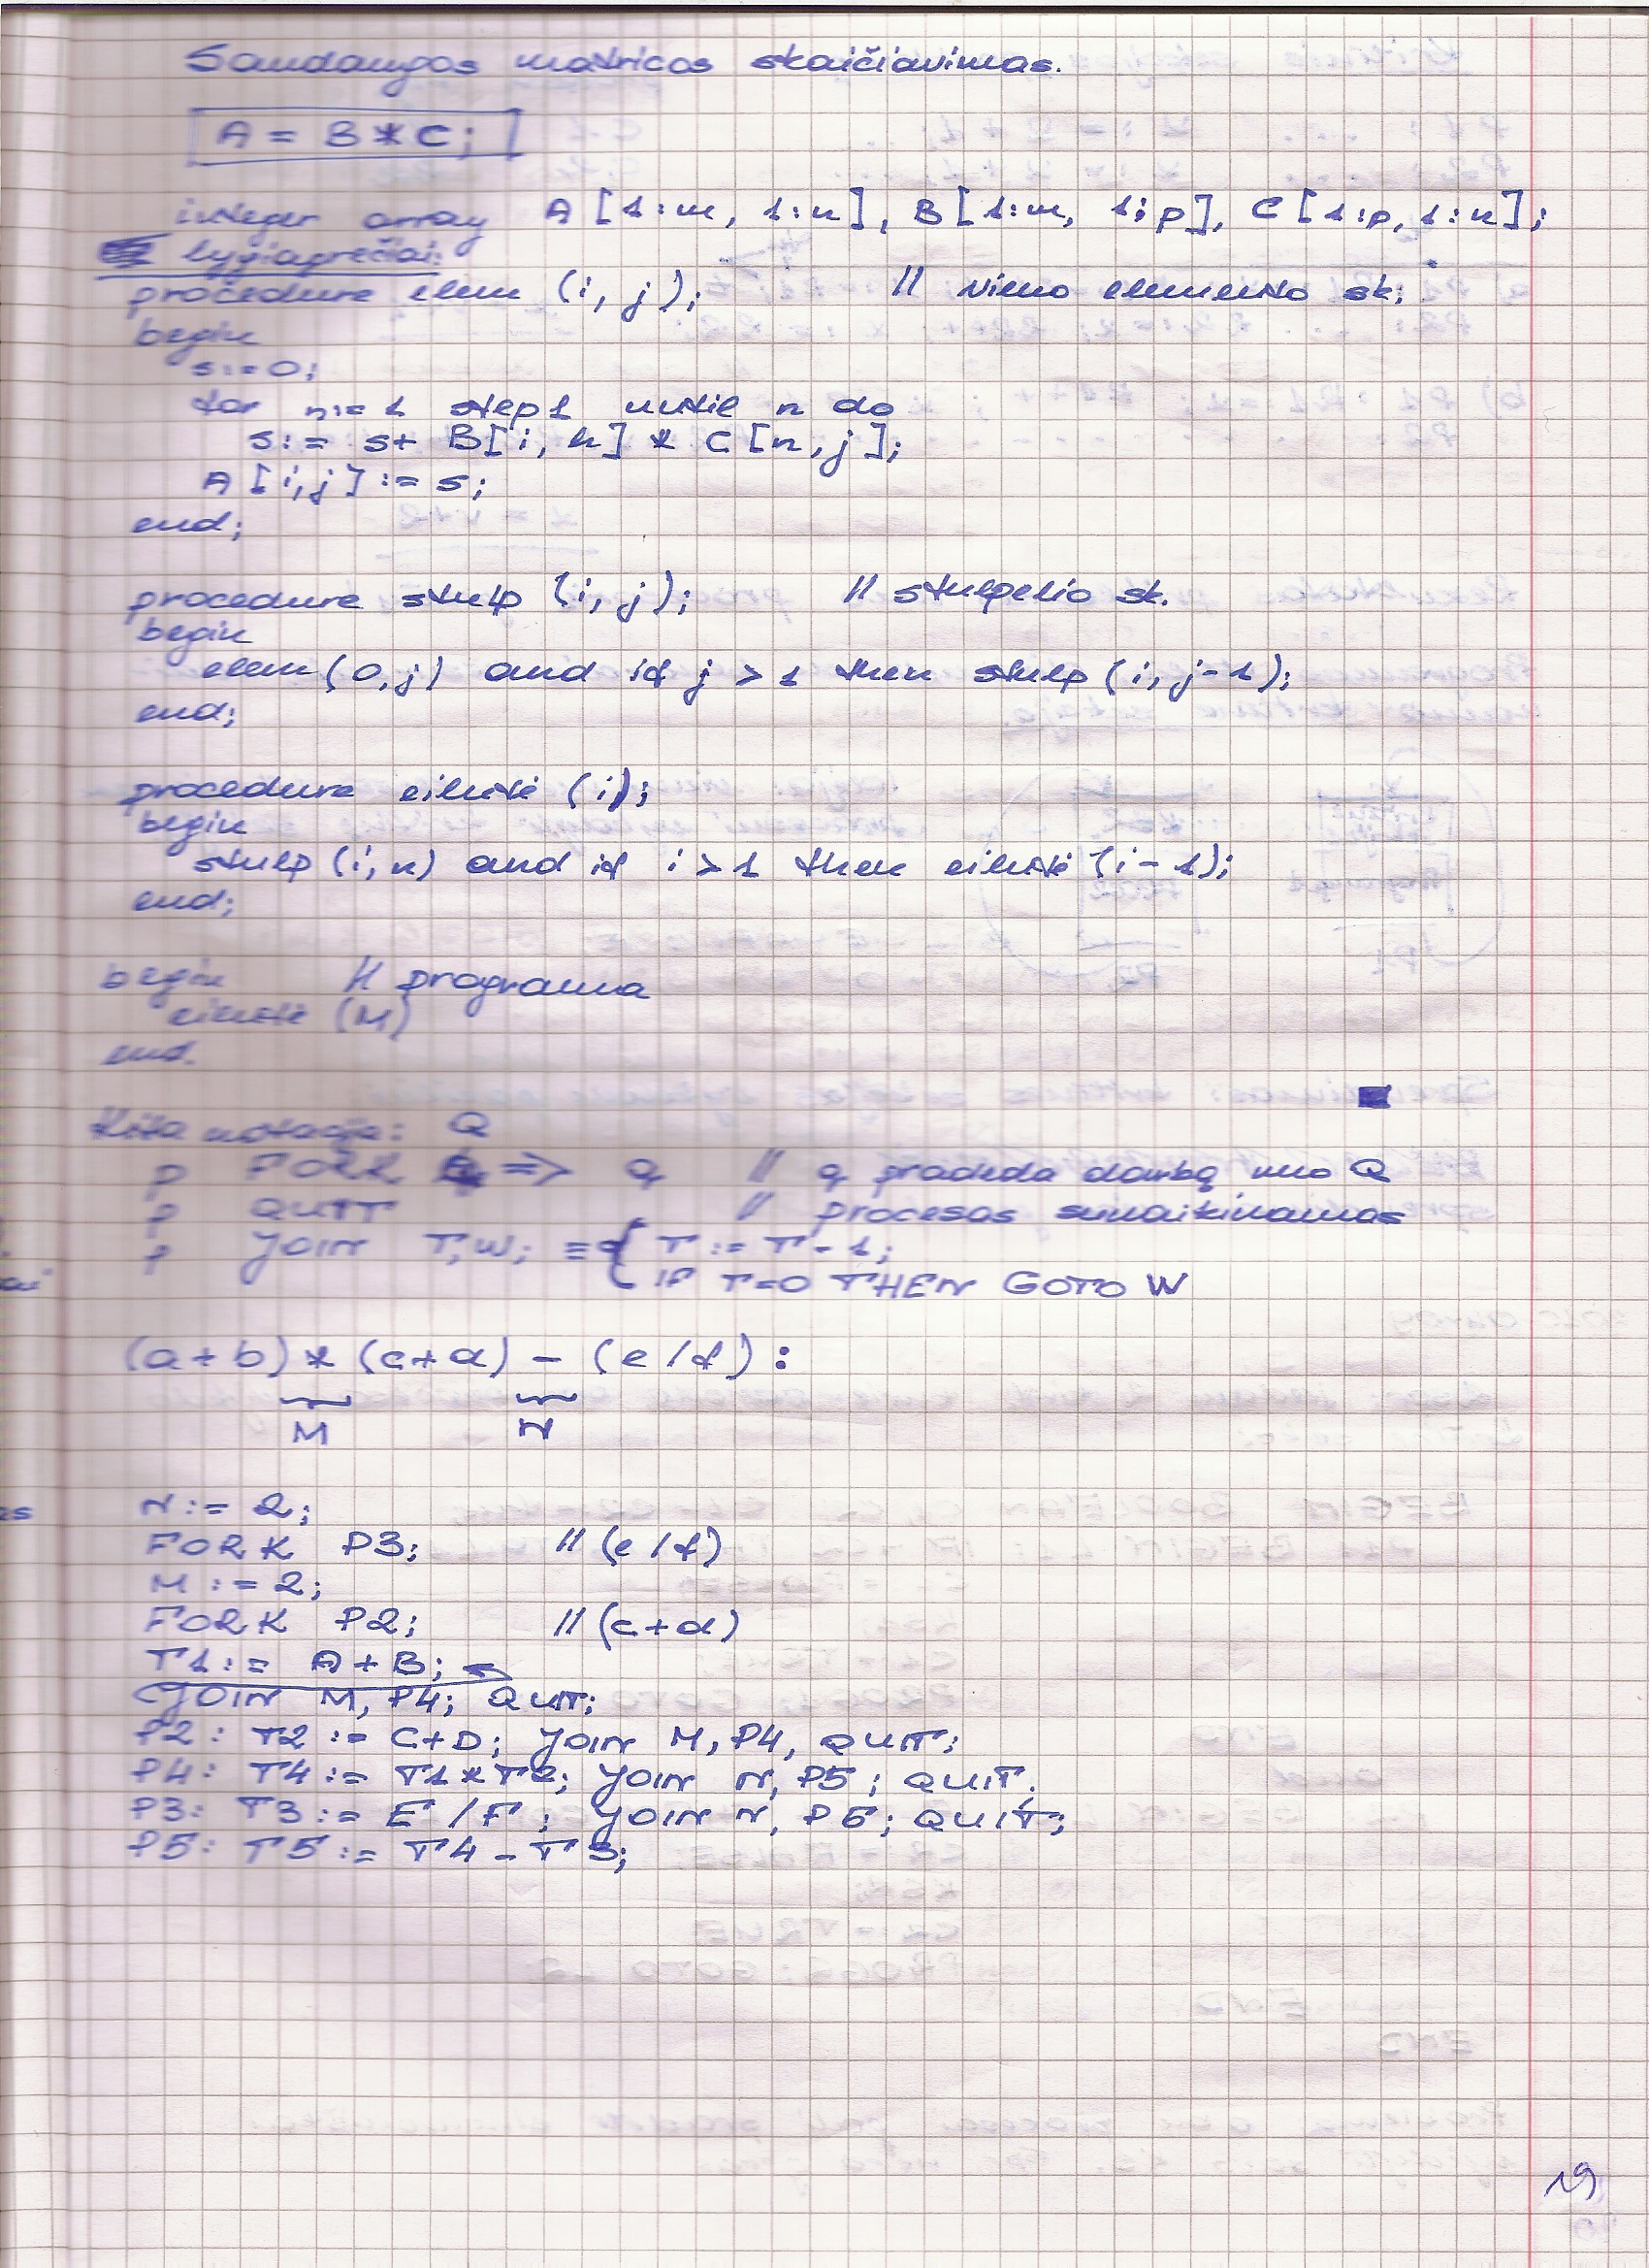 Sandaugos matricos skaičiavimas.
A = B * C;
integer array A [1:m, 1:n], B [1:m, 1:p], C [1:p, 1:n];
lygiagrečiai:
procedure elem (i, j); // vieno elemento sk.
begin
s:=0;
for k:=1 step 1 until n do
s:= s+ B[i, k] * C[k, j];
A [i,j] := s;
end;
procedure stulp (i, j); // stulpelio sk.
begin
elem (0,j) and if j > 1 then stulp (i, j-1);
end;
procedure eilutė (i);
begin
stulp (i, n) and if i > 1 then eilutė (i-1);
end;
begin // programa
eilutė (M)
end.
Kita notacija: Q
p FORK => q // q pradeda darbą nuo Q
p QUIT // procesas sunaikinamas
p JOIN T,W; ≡ { T := T-1;
IF T=0 THEN GOTO W
(a+b) * (c+d) - (e/f) :
M N
N := 2;
FORK P3; // (e/f)
M := 2;
FORK P2; // (c+d)
T1 := A+B;
JOIN M, P4; QUIT;
P2: T2 := C+D; JOIN M, P4, QUIT;
P4: T4 := T1*T2; JOIN N, P5; QUIT;
P3: T3 := E/F; JOIN N, P5; QUIT;
P5: T5 := T4 - T3;
19